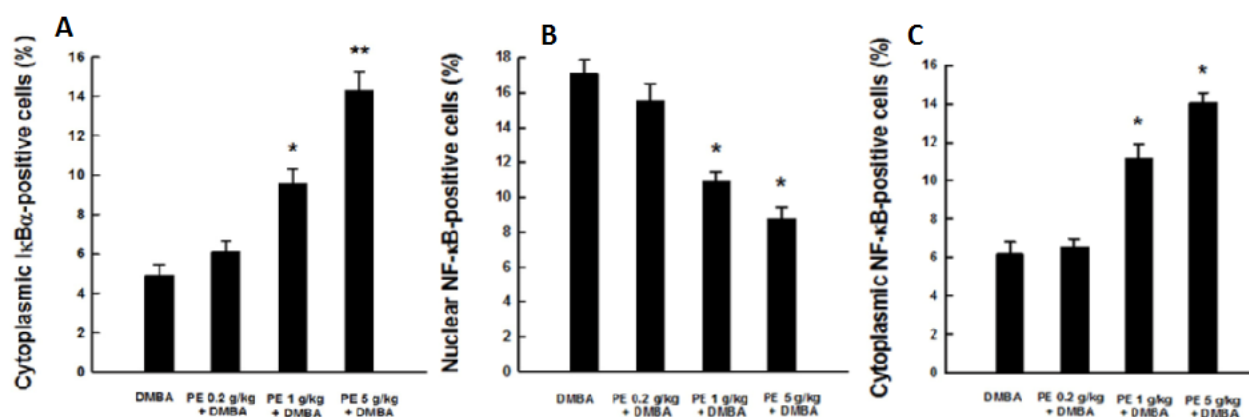 A
Cytoplasmic IκBα-positive cells (%)
16
14
12
10
8
6
4
2
0
*
**
DMBA
PE 0.2 g/kg
+ DMBA
PE 1 g/kg
+ DMBA
PE 5 g/kg
+ DMBA
B
Nuclear NF-κB-positive cells (%)
18
16
14
12
10
8
6
4
2
0
*
*
DMBA
PE 0.2 g/kg
+ DMBA
PE 1 g/kg
+ DMBA
PE 5 g/kg
+ DMBA
C
Cytoplasmic NF-κB-positive cells (%)
16
14
12
10
8
6
4
2
0
*
*
DMBA
PE 0.2 g/kg
+ DMBA
PE 1 g/kg
+ DMBA
PE 5 g/kg
+ DMBA